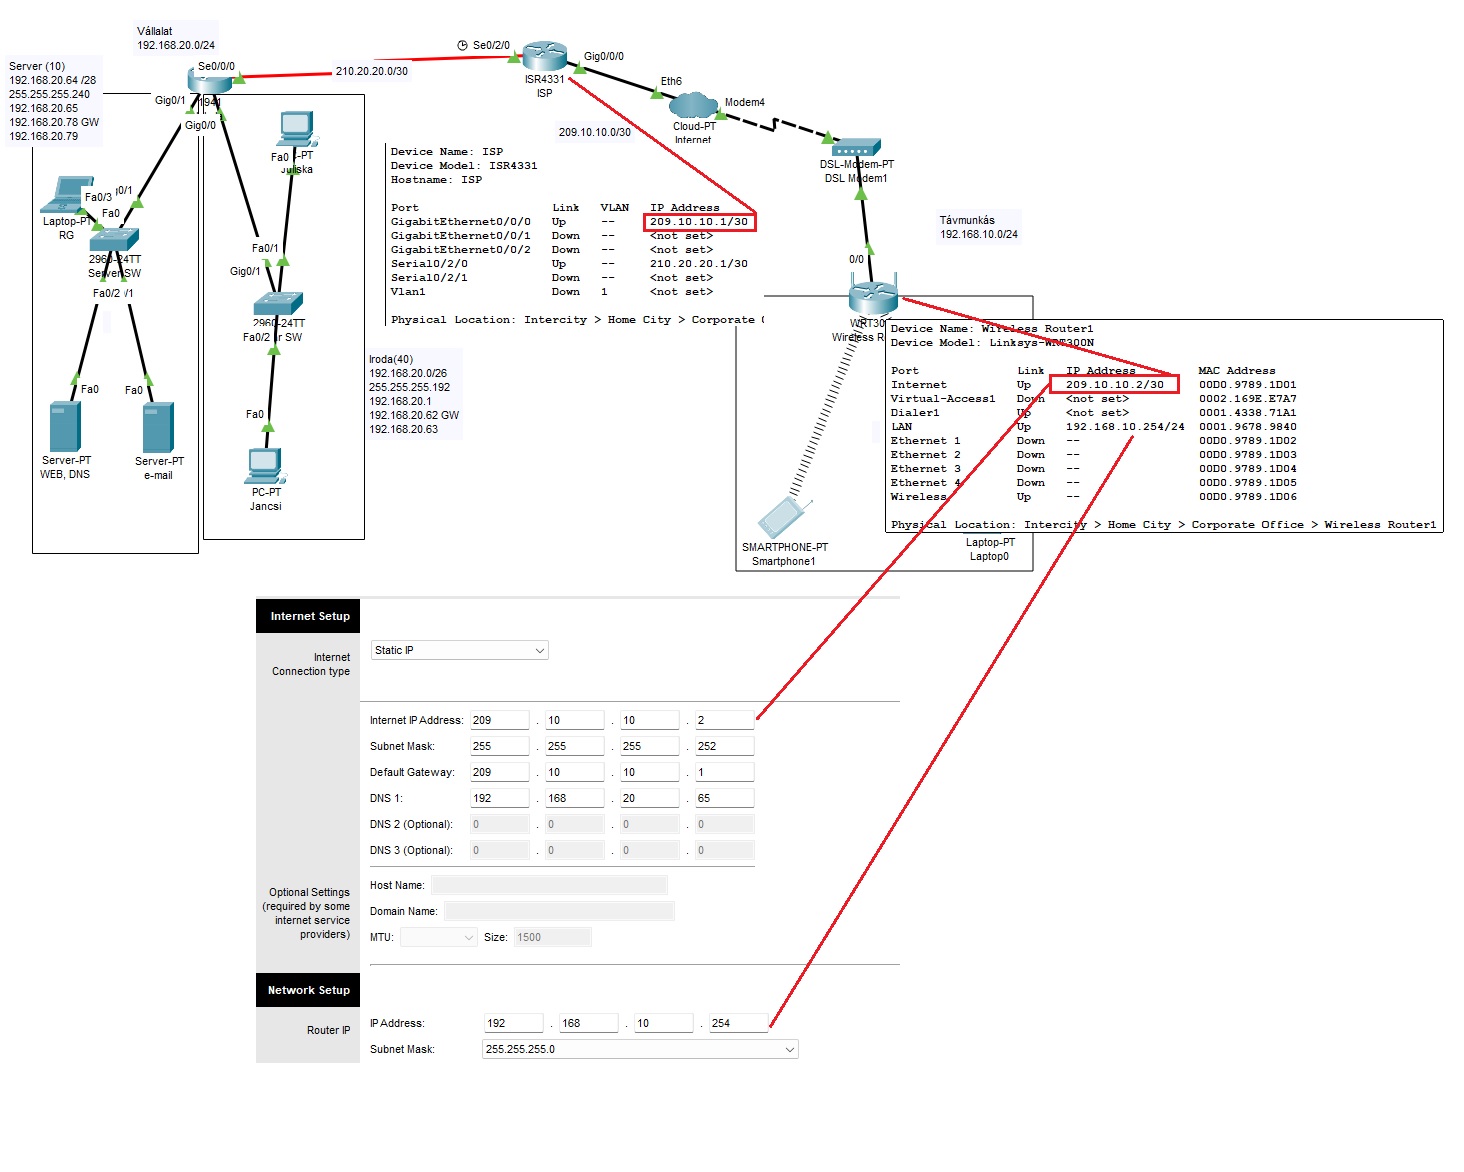 Vállalat
192.168.20.0/24
Server (10)
192.168.20.64 /28
255.255.255.240
192.168.20.65
192.168.20.78 GW
192.168.20.79
Se0/0/0
1941
Gig0/1
Gig0/0
210.20.20.0/30
Se0/2/0
Gig0/0/0
ISR4331
ISP
209.10.10.0/30
Eth6
Modem4
Cloud-PT
Internet
DSL-Modem-PT
DSL Modem1
Távmunkás
192.168.10.0/24
0/0
Fa0
-PT
Juliska
Fa0/3
g0/1
Fa0
Laptop-PT
RG
2960-24TT
Server SW
Fa0/2
/1
Fa0
Fa0
Server-PT
WEB, DNS
Server-PT
e-mail
Fa0/1
Gig0/1
2960-24TT
Fa0/2
r SW
Fa0
PC-PT
Jancsi
Iroda(40)
192.168.20.0/26
255.255.255.192
192.168.20.1
192.168.20.62 GW
192.168.20.63
Device Name: ISP
Device Model: ISR4331
Hostname: ISP
Port Link VLAN IP Address
GigabitEthernet0/0/0 Up -- 209.10.10.1/30
GigabitEthernet0/0/1 Down -- <not set>
GigabitEthernet0/0/2 Down -- <not set>
Serial0/2/0 Up -- 210.20.20.1/30
Serial0/2/1 Down -- <not set>
Vlan1 Down 1 <not set>
Physical Location: Intercity > Home City > Corporate
WRT30
Wireless R
SMARTPHONE-PT
Smartphone1
Laptop-PT
Laptop0
Device Name: Wireless Router1
Device Model: Linksys-WRT300N
Port Link IP Address MAC Address
Internet Up 209.10.10.2/30 00D0.9789.1D01
Virtual-Access1 Down <not set> 0002.169E.E7A7
Dialer1 Up <not set> 0001.4338.71A1
LAN Up 192.168.10.254/24 0001.9678.9840
Ethernet 1 Down -- 00D0.9789.1D02
Ethernet 2 Down -- 00D0.9789.1D03
Ethernet 3 Down -- 00D0.9789.1D04
Ethernet 4 Down -- 00D0.9789.1D05
Wireless Up -- 00D0.9789.1D06
Physical Location: Intercity > Home City > Corporate Office > Wireless Router1
Internet Setup
Internet
Connection type
Static IP
Internet IP Address: 209 . 10 . 10 . 2
Subnet Mask: 255 . 255 . 255 . 252
Default Gateway: 209 . 10 . 10 . 1
DNS 1: 192 . 168 . 20 . 65
DNS 2 (Optional): 0 . 0 . 0 . 0
DNS 3 (Optional): 0 . 0 . 0 . 0
Optional Settings
(required by some
internet service
providers)
Host Name:
Domain Name:
MTU: Size: 1500
Network Setup
Router IP
IP Address: 192 . 168 . 10 . 254
Subnet Mask: 255.255.255.0